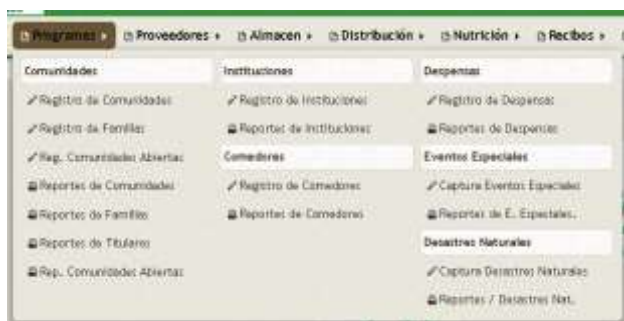 Programas
Proveedores
Almacen
Distribución
Nutrición
Recibos
Comunidades
Registro de Comunidades
Registro de Familias
Reg. Comunidades Abiertas
Reportes de Comunidades
Reportes de Familias
Reportes de Titulares
Rep. Comunidades Abiertas
Instituciones
Registro de Instituciones
Reportes de Instituciones
Comedores
Registro de Comedores
Reportes de Comedores
Despensas
Registro de Despensas
Reportes de Despensas
Eventos Especiales
Captura Eventos Especiales
Reportes de E. Especiales.
Desastres Naturales
Captura Desastres Naturales
Reportes / Desastres Nat.